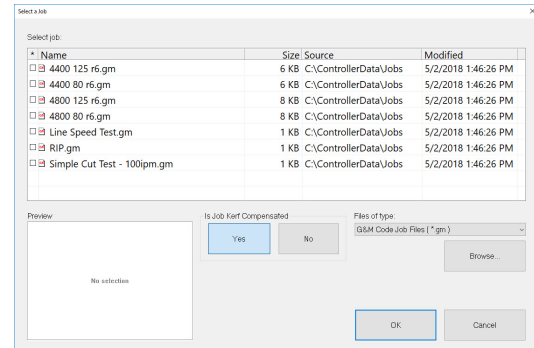 Select a Job
Select job:
* Name Size Source Modified
4400 125 r6.gm 6 KB C:\ControllerData\Jobs 5/2/2018 1:46:26 PM
4400 80 r6.gm 6 KB C:\ControllerData\Jobs 5/2/2018 1:46:26 PM
4800 125 r6.gm 8 KB C:\ControllerData\Jobs 5/2/2018 1:46:26 PM
4800 80 r6.gm 8 KB C:\ControllerData\Jobs 5/2/2018 1:46:26 PM
Line Speed Test.gm 1 KB C:\ControllerData\Jobs 5/2/2018 1:46:26 PM
RIP.gm 1 KB C:\ControllerData\Jobs 5/2/2018 1:46:26 PM
Simple Cut Test - 100ipm.gm 1 KB C:\ControllerData\Jobs 5/2/2018 1:46:26 PM
Preview Is Job Kerf Compensated Files of type:
G&M Code Job Files ( *.gm )
Yes No
Browse...
No selection
OK Cancel